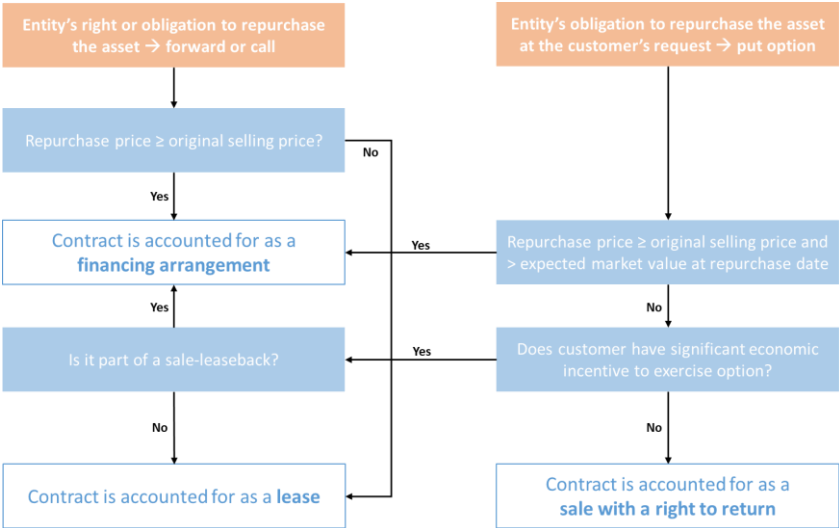 Entity's right or obligation to repurchase
the asset → forward or call
Entity's obligation to repurchase the asset
at the customer's request → put option
Repurchase price ≥ original selling price?
No
Yes
Contract is accounted for as a
financing arrangement
Yes
Repurchase price ≥ original selling price and
> expected market value at repurchase date
Yes
No
Is it part of a sale-leaseback?
Yes
Does customer have significant economic
incentive to exercise option?
No
No
Contract is accounted for as a lease
Contract is accounted for as a
sale with a right to return